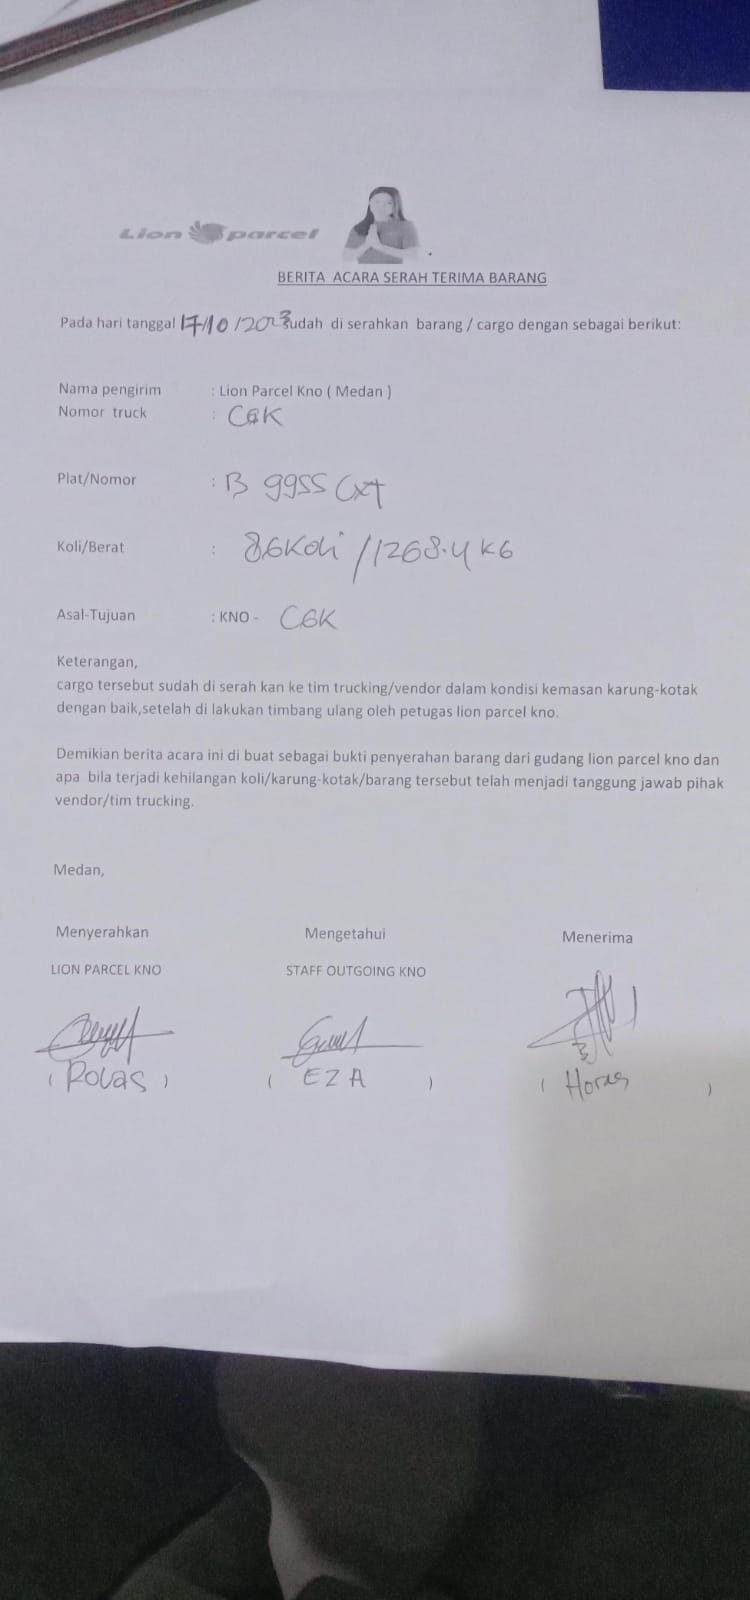 Lion parcel
BERITA ACARA SERAH TERIMA BARANG
Pada hari tanggal 17/10/2023 sudah di serahkan barang / cargo dengan sebagai berikut:
Nama pengirim : Lion Parcel Kno ( Medan )
Nomor truck : CGK
Plat/Nomor : B 9955 CXT
Koli/Berat : 86 Koli / 1268.4 KG
Asal-Tujuan : KNO - CGK
Keterangan,
cargo tersebut sudah di serah kan ke tim trucking/vendor dalam kondisi kemasan karung-kotak
dengan baik,setelah di lakukan timbang ulang oleh petugas lion parcel kno.
Demikian berita acara ini di buat sebagai bukti penyerahan barang dari gudang lion parcel kno dan
apa bila terjadi kehilangan koli/karung-kotak/barang tersebut telah menjadi tanggung jawab pihak
vendor/tim trucking.
Medan,
Menyerahkan Mengetahui Menerima
LION PARCEL KNO STAFF OUTGOING KNO
( Rolas ) ( EZA ) ( Horas )